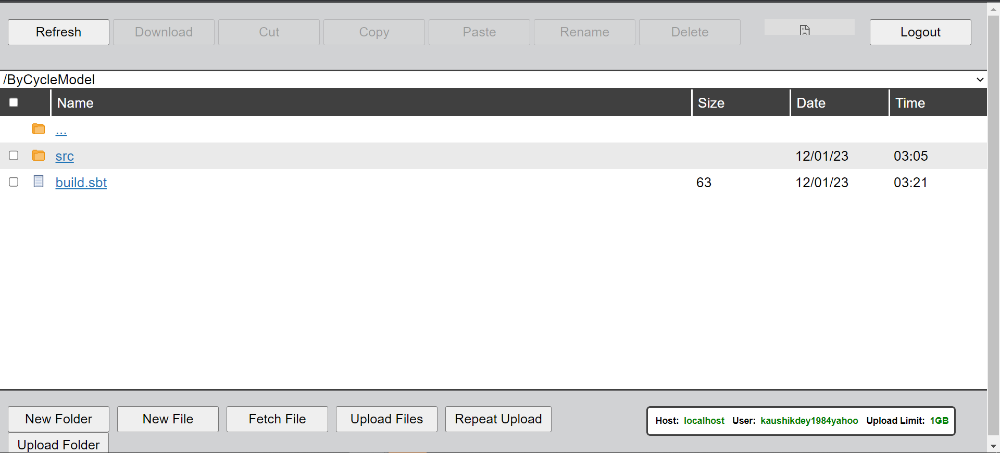 Refresh Download Cut Copy Paste Rename Delete Logout
/ByCycleModel
Name Size Date Time
...
src 12/01/23 03:05
build.sbt 63 12/01/23 03:21
New Folder New File Fetch File Upload Files Repeat Upload
Host: localhost User: kaushikdey1984yahoo Upload Limit: 1GB
Upload Folder